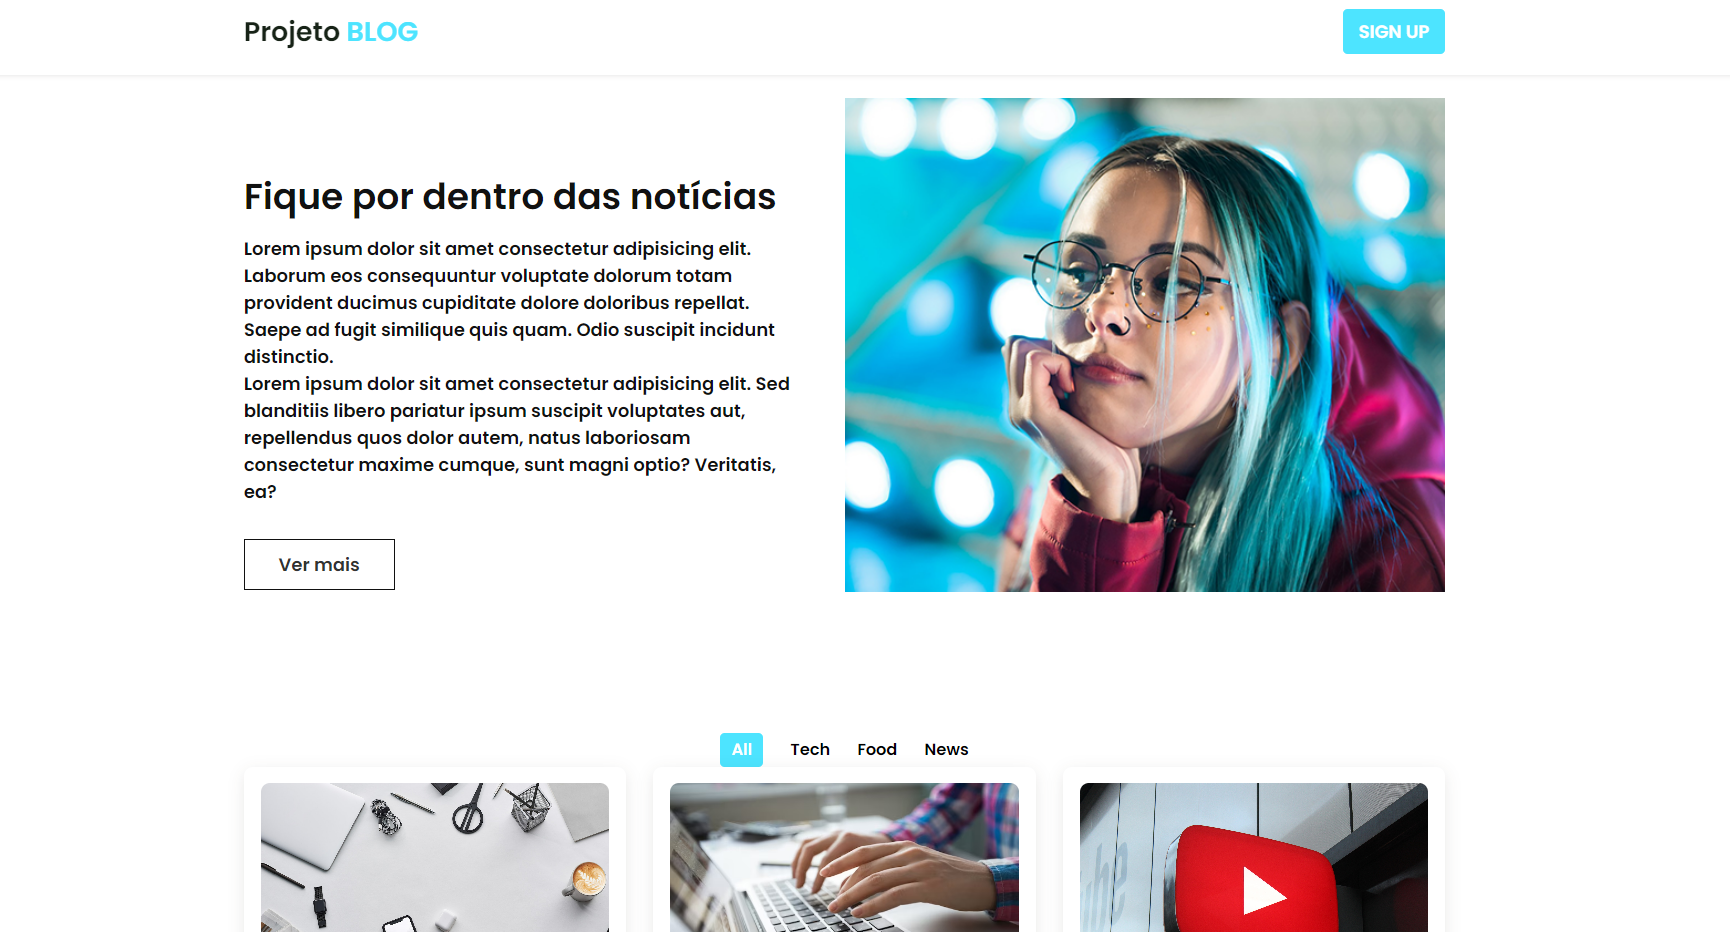 Projeto BLOG
SIGN UP
Fique por dentro das notícias
Lorem ipsum dolor sit amet consectetur adipisicing elit.
Laborum eos consequuntur voluptate dolorum totam
provident ducimus cupiditate dolore doloribus repellat.
Saepe ad fugit similique quis quam. Odio suscipit incidunt
distinctio.
Lorem ipsum dolor sit amet consectetur adipisicing elit. Sed
blanditiis libero pariatur ipsum suscipit voluptates aut,
repellendus quos dolor autem, natus laboriosam
consectetur maxime cumque, sunt magni optio? Veritatis,
ea?
Ver mais
All Tech Food News